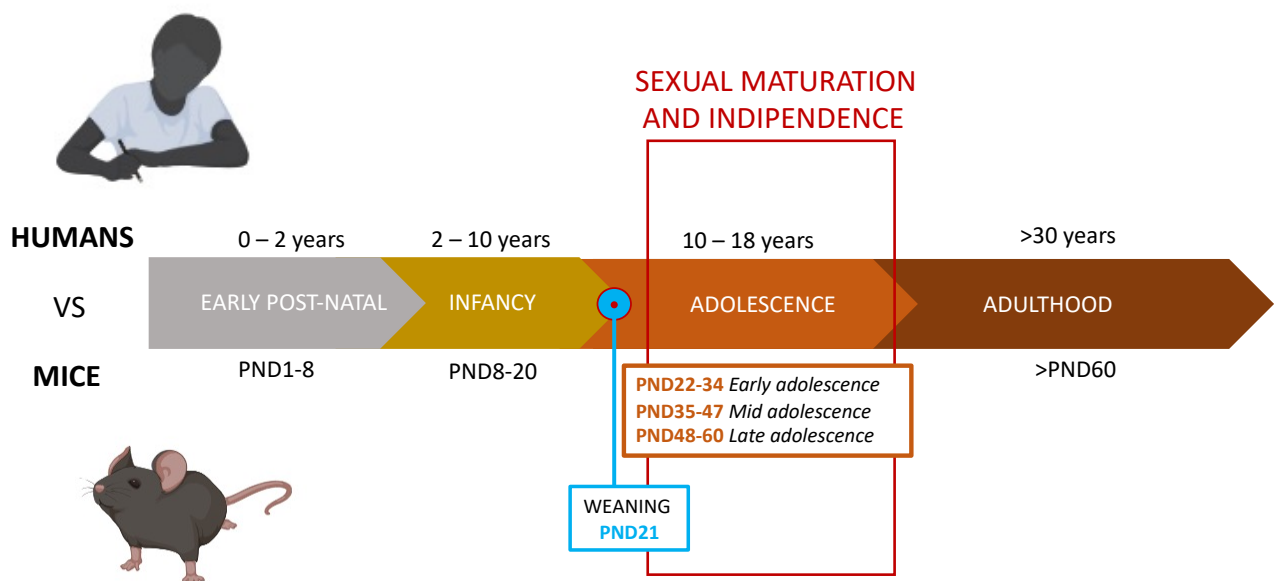 SEXUAL MATURATION
AND INDIPENDENCE
HUMANS
0 – 2 years
2 – 10 years
10 – 18 years
>30 years
VS
EARLY POST-NATAL
INFANCY
ADOLESCENCE
ADULTHOOD
MICE
PND1-8
PND8-20
>PND60
PND22-34 Early adolescence
PND35-47 Mid adolescence
PND48-60 Late adolescence
WEANING
PND21